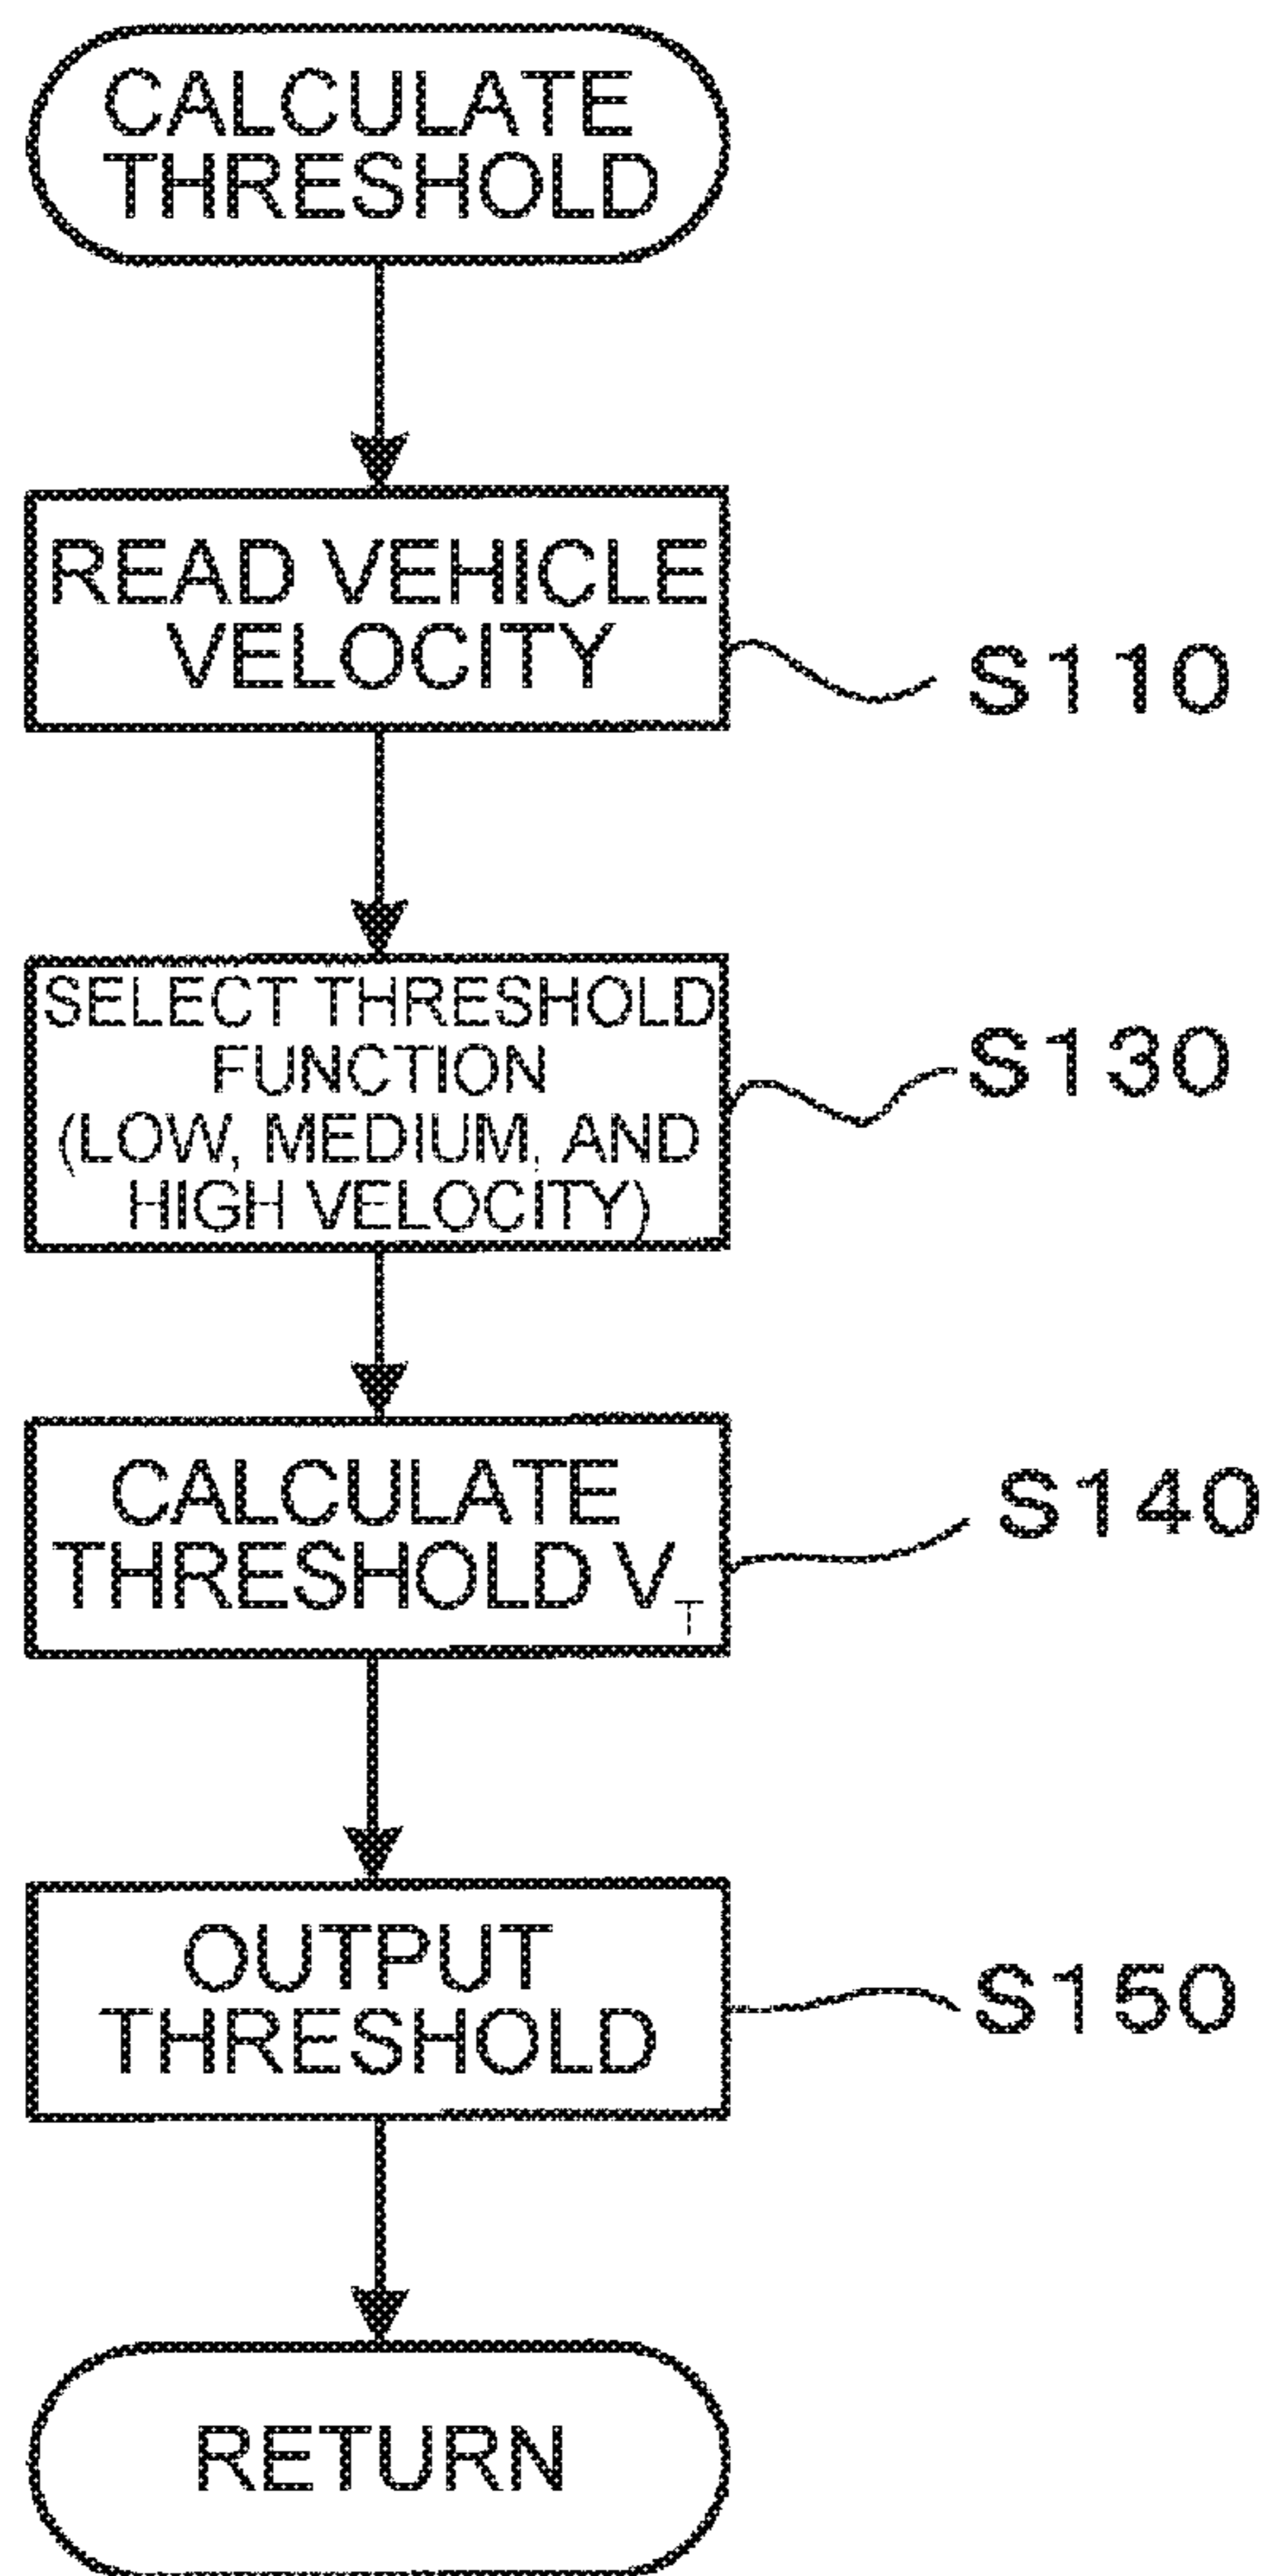 CALCULATE
THRESHOLD
READ VEHICLE
VELOCITY
S110
SELECT THRESHOLD
FUNCTION
(LOW, MEDIUM, AND
HIGH VELOCITY)
S130
CALCULATE
THRESHOLD V_T
S140
OUTPUT
THRESHOLD
S150
RETURN